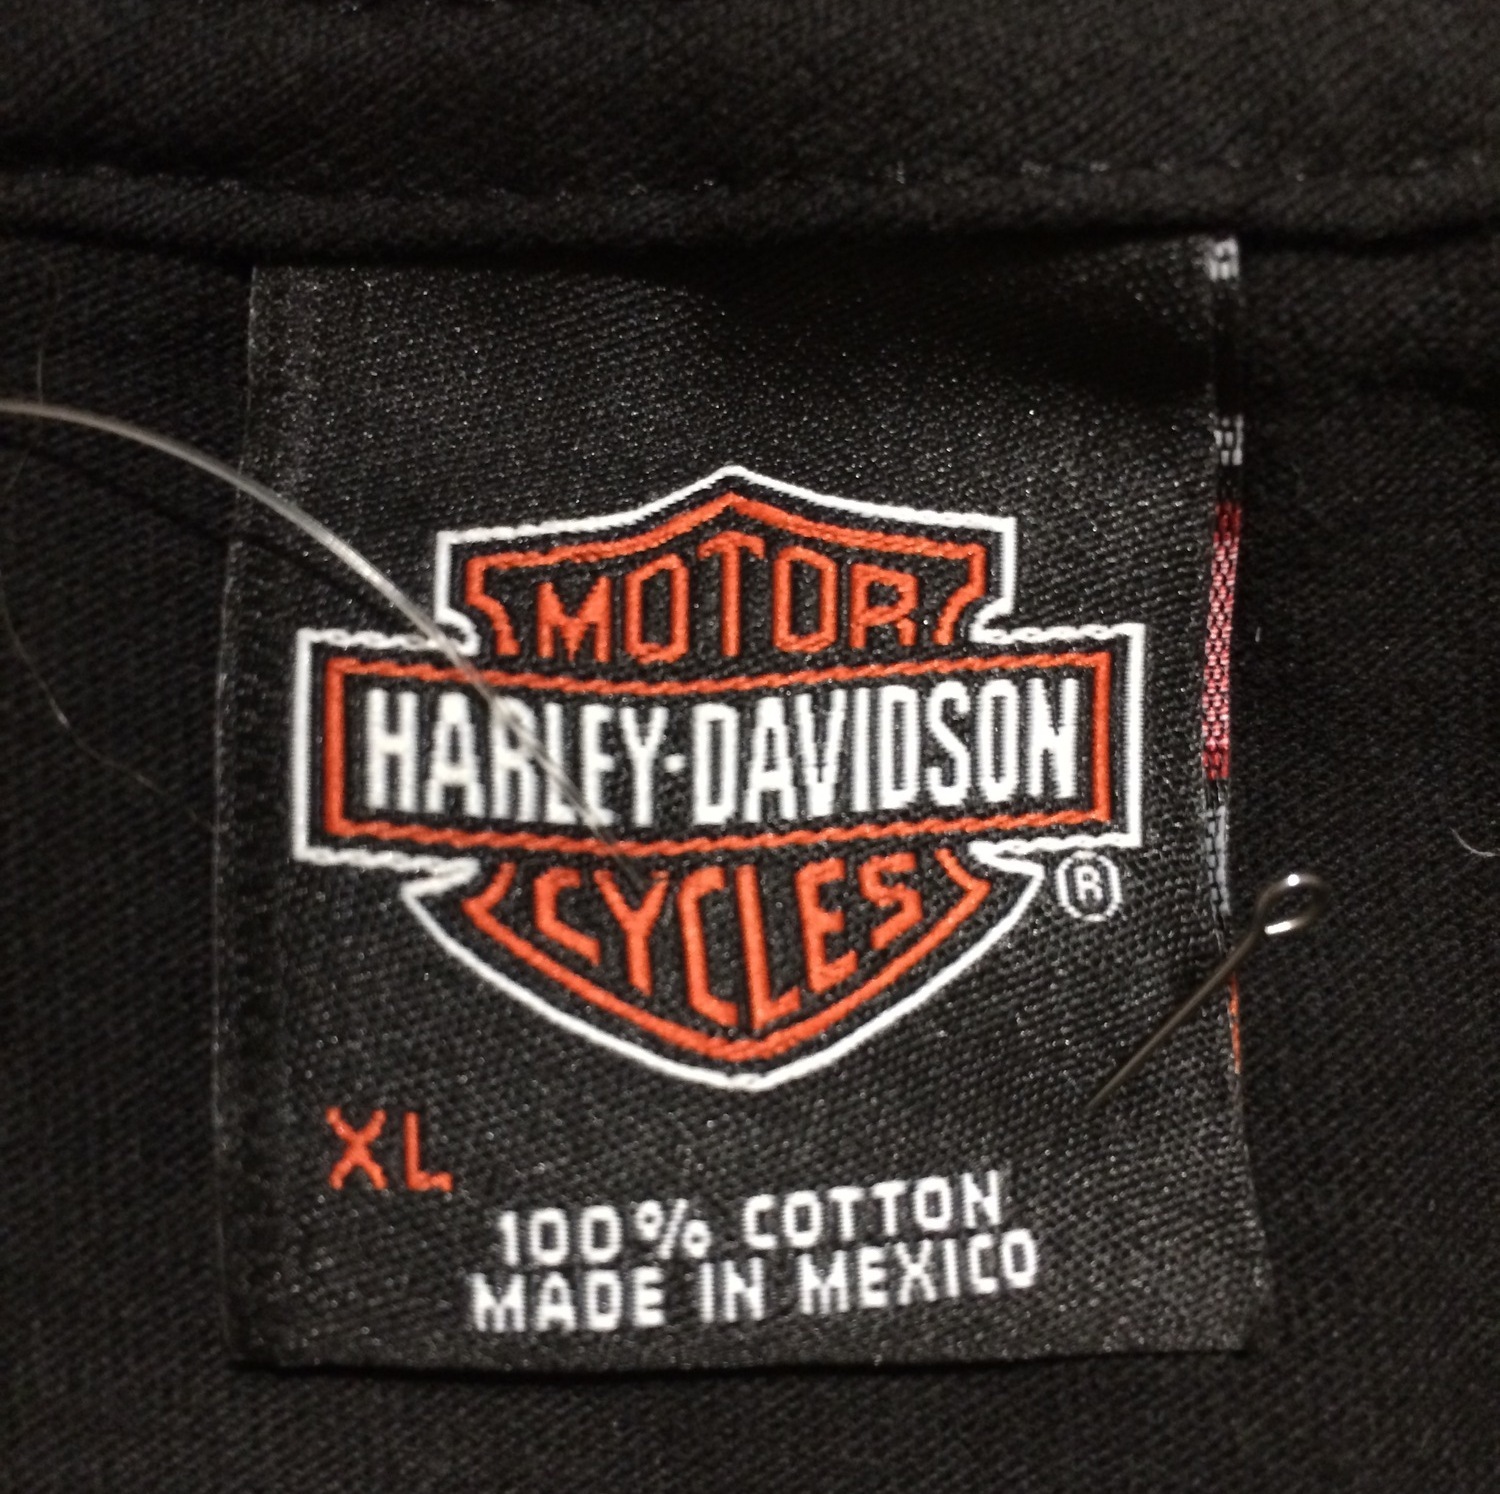 MOTOR
HARLEY-DAVIDSON
CYCLES
®
XL
100% COTTON
MADE IN MEXICO